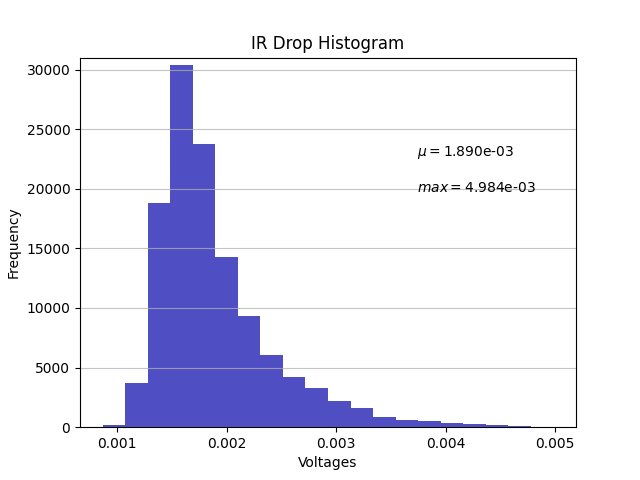 IR Drop Histogram
30000
25000
20000
15000
10000
5000
0
μ = 1.890e-03
max = 4.984e-03
Frequency
0.001 0.002 0.003 0.004 0.005
Voltages